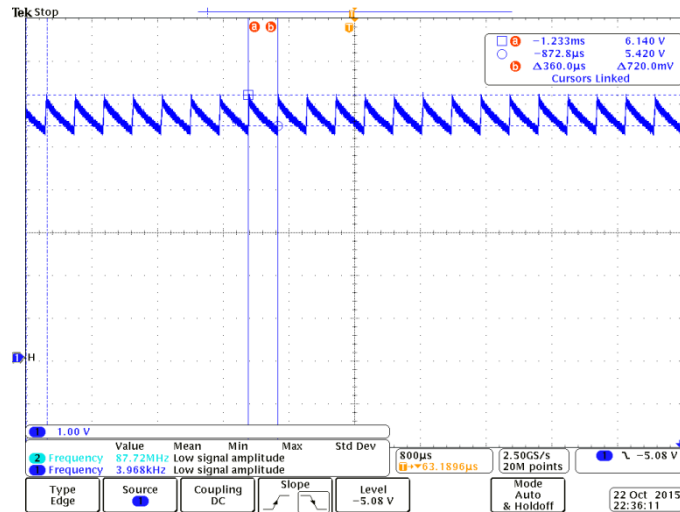 Tek Stop
T
a b
T
a -1.233ms 6.140 V
-872.8µs 5.420 V
b Δ360.0µs Δ720.0mV
Cursors Linked
1 H
1 1.00 V
Value Mean Min Max Std Dev
2 Frequency 87.72MHz Low signal amplitude
1 Frequency 3.968kHz Low signal amplitude
800µs
T→▼63.1896µs
2.50GS/s
20M points
1 -5.08 V
Type
Edge
Source
1
Coupling
DC
Slope
Level
-5.08 V
Mode
Auto
& Holdoff
22 Oct 2015
22:36:11